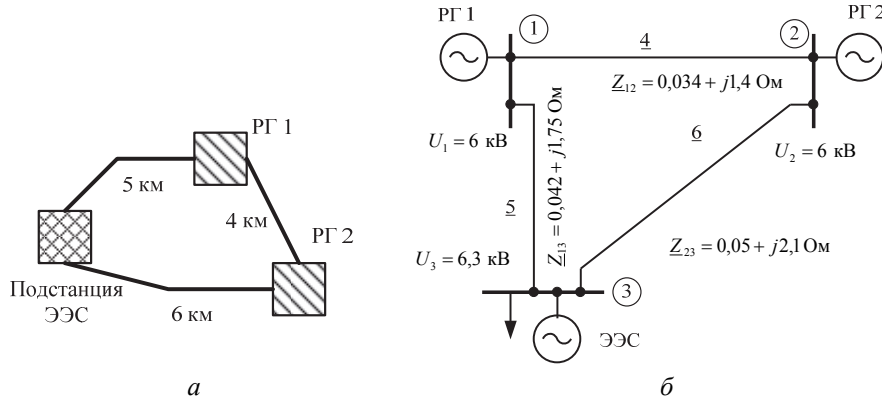 РГ 1
5 км
4 км
РГ 2
Подстанция
ЭЭС
6 км
а
РГ 1
1
4
2
РГ 2
Z12 = 0,034 + j1,4 Ом
U1 = 6 кВ
Z13 = 0,042 + j1,75 Ом
6
U2 = 6 кВ
5
Z23 = 0,05 + j2,1 Ом
U3 = 6,3 кВ
3
ЭЭС
б